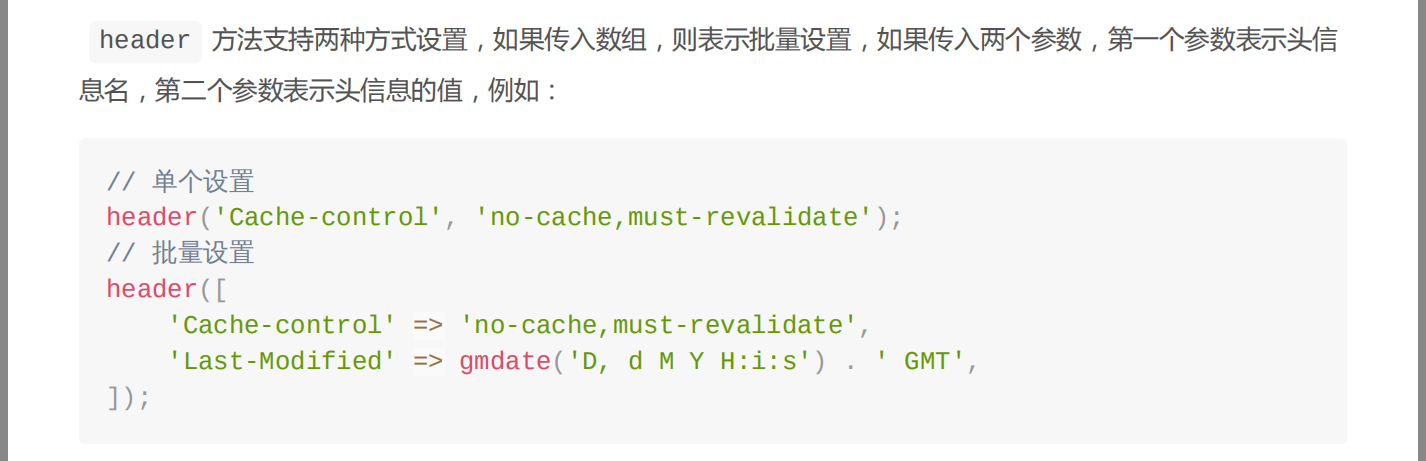 header 方法支持两种方式设置，如果传入数组，则表示批量设置，如果传入两个参数，第一个参数表示头信
息名，第二个参数表示头信息的值，例如：
// 单个设置
header('Cache-control', 'no-cache,must-revalidate');
// 批量设置
header([
    'Cache-control' => 'no-cache,must-revalidate',
    'Last-Modified' => gmdate('D, d M Y H:i:s') . ' GMT',
]);